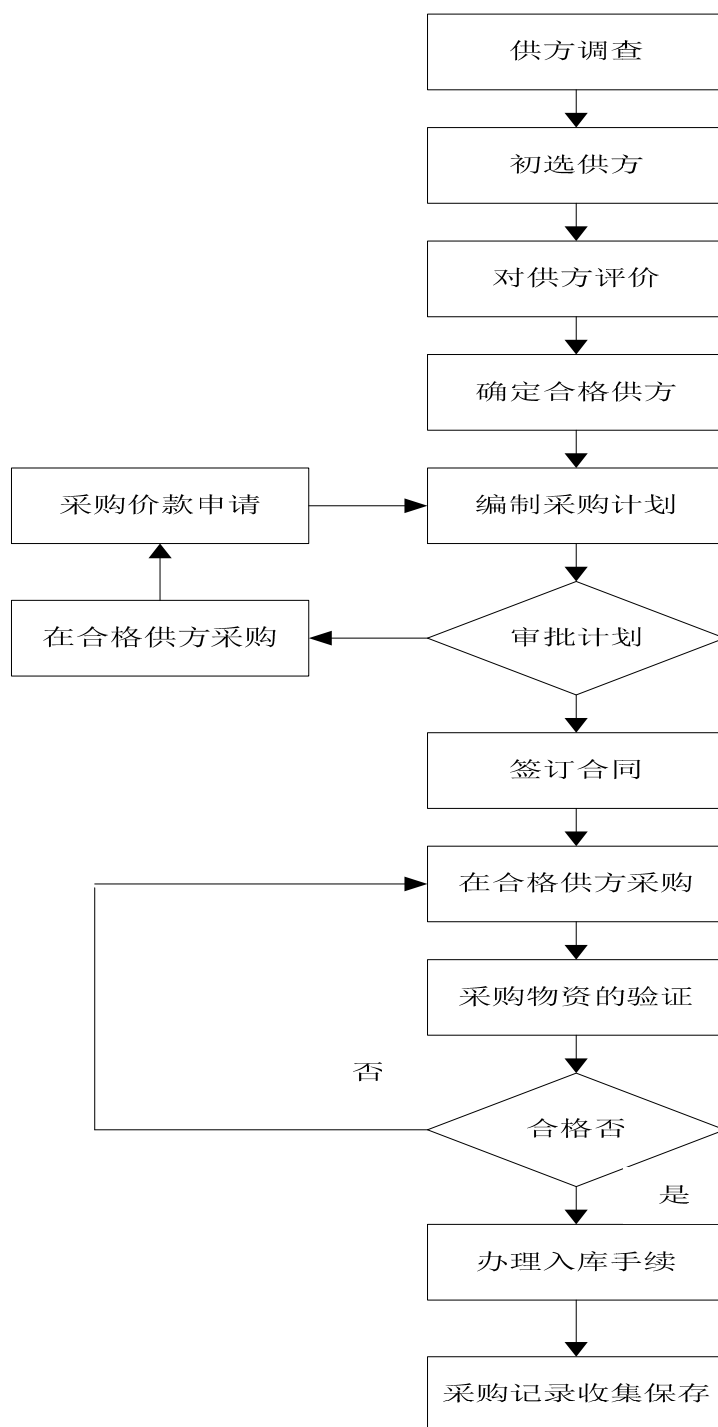 供方调查
初选供方
对供方评价
确定合格供方
采购价款申请
编制采购计划
在合格供方采购
审批计划
签订合同
在合格供方采购
采购物资的验证
否
合格否
是
办理入库手续
采购记录收集保存